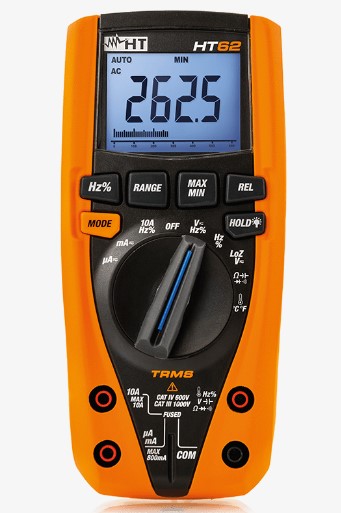 HT HT62
AUTO MIN
AC
262.5
Hz% RANGE MAX MIN REL
MODE 10A Hz% OFF V≂ Hz% HOLD
mA≂ Hz %
µA≂ LoZ V≂
Ω
°C°F
TRMS
10A MAX 10A CAT IV 600V Hz%
CAT III 1000V V
FUSED Ω
µA mA
MAX 800mA COM